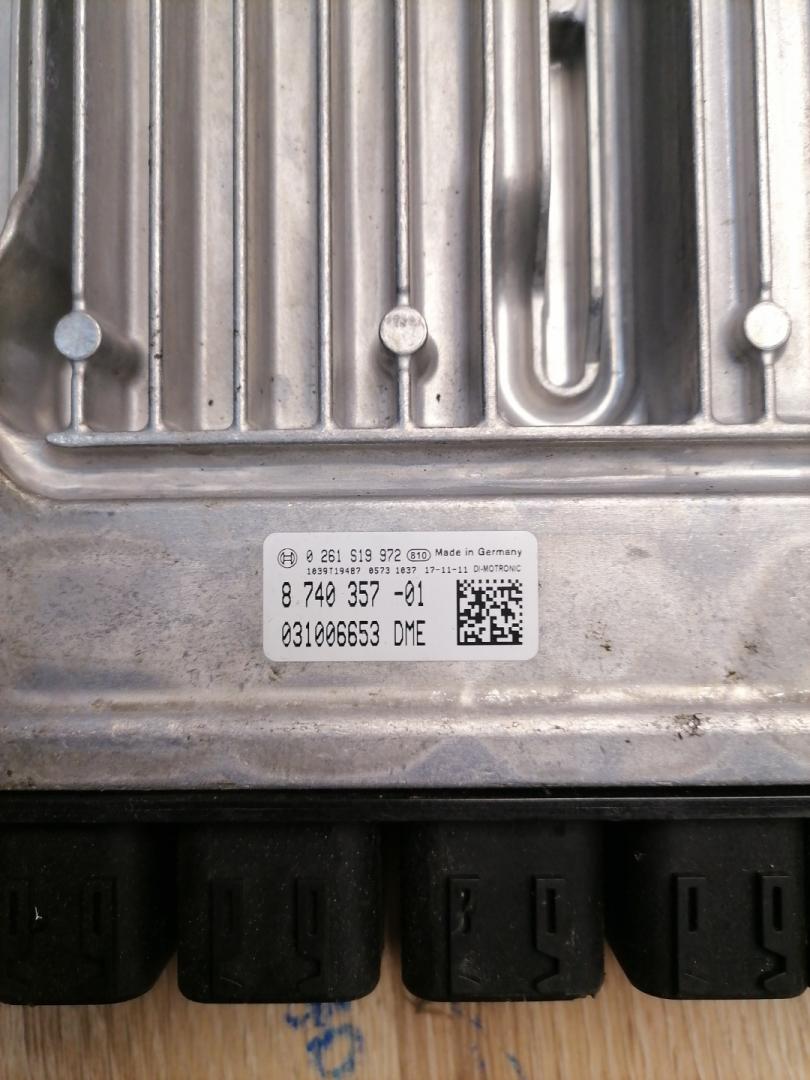 0 261 S19 972 810 Made in Germany
1039T19487 0573 1037 17-11-11 DI-MOTRONIC
8 740 357 -01
031006653 DME